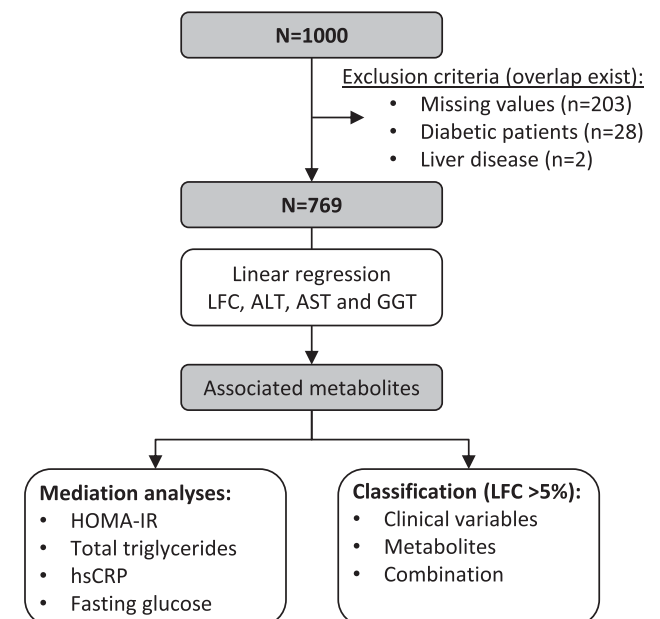 N=1000
Exclusion criteria (overlap exist):
• Missing values (n=203)
• Diabetic patients (n=28)
• Liver disease (n=2)
N=769
Linear regression
LFC, ALT, AST and GGT
Associated metabolites
Mediation analyses:
• HOMA-IR
• Total triglycerides
• hsCRP
• Fasting glucose
Classification (LFC >5%):
• Clinical variables
• Metabolites
• Combination